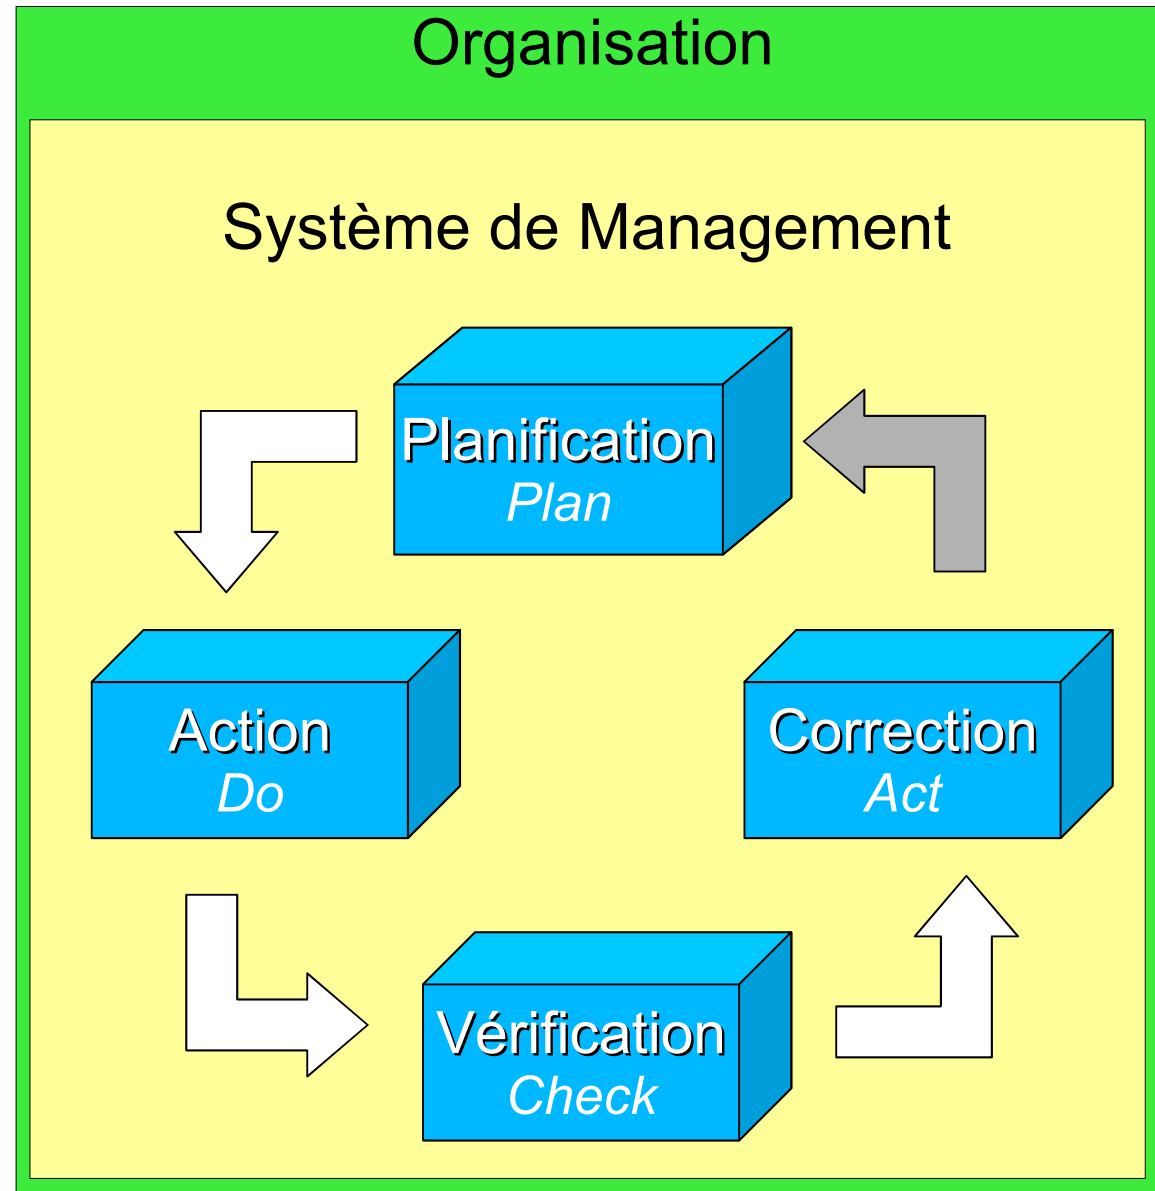 Organisation
Système de Management
Planification
Plan
Action
Do
Correction
Act
Vérification
Check